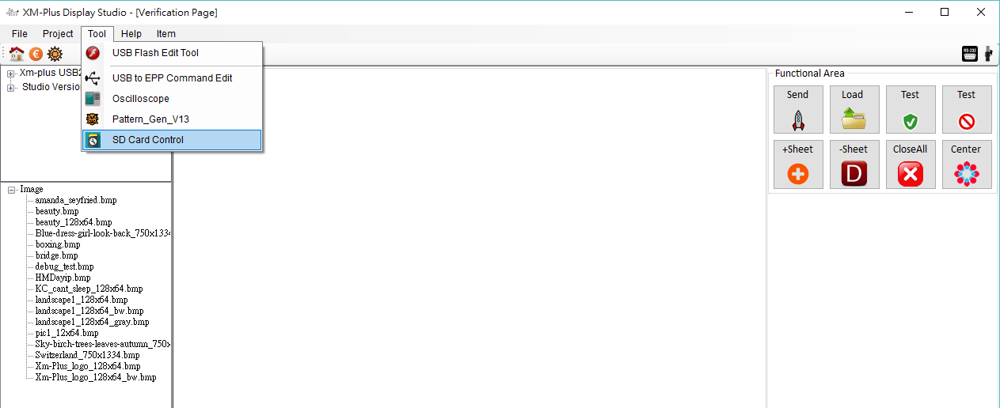 XM-Plus Display Studio - [Verification Page]
File Project Tool Help Item
USB Flash Edit Tool
USB to EPP Command Edit
Oscilloscope
Pattern_Gen_V13
SD Card Control
RS-232
Xm-plus USB2
Studio Versio
Image
amanda_seyfried.bmp
beauty.bmp
beauty_128x64.bmp
Blue-dress-girl-look-back_750x1334
boxing.bmp
bridge.bmp
debug_test.bmp
HMDayip.bmp
KC_cant_sleep_128x64.bmp
landscape1_128x64.bmp
landscape1_128x64_bw.bmp
landscape1_128x64_gray.bmp
pic1_12x64.bmp
Sky-birch-trees-leaves-autumn_750x
Switzerland_750x1334.bmp
Xm-Plus_logo_128x64.bmp
Xm-Plus_logo_128x64_bw.bmp
Functional Area
Send Load Test Test
+Sheet -Sheet CloseAll Center
D